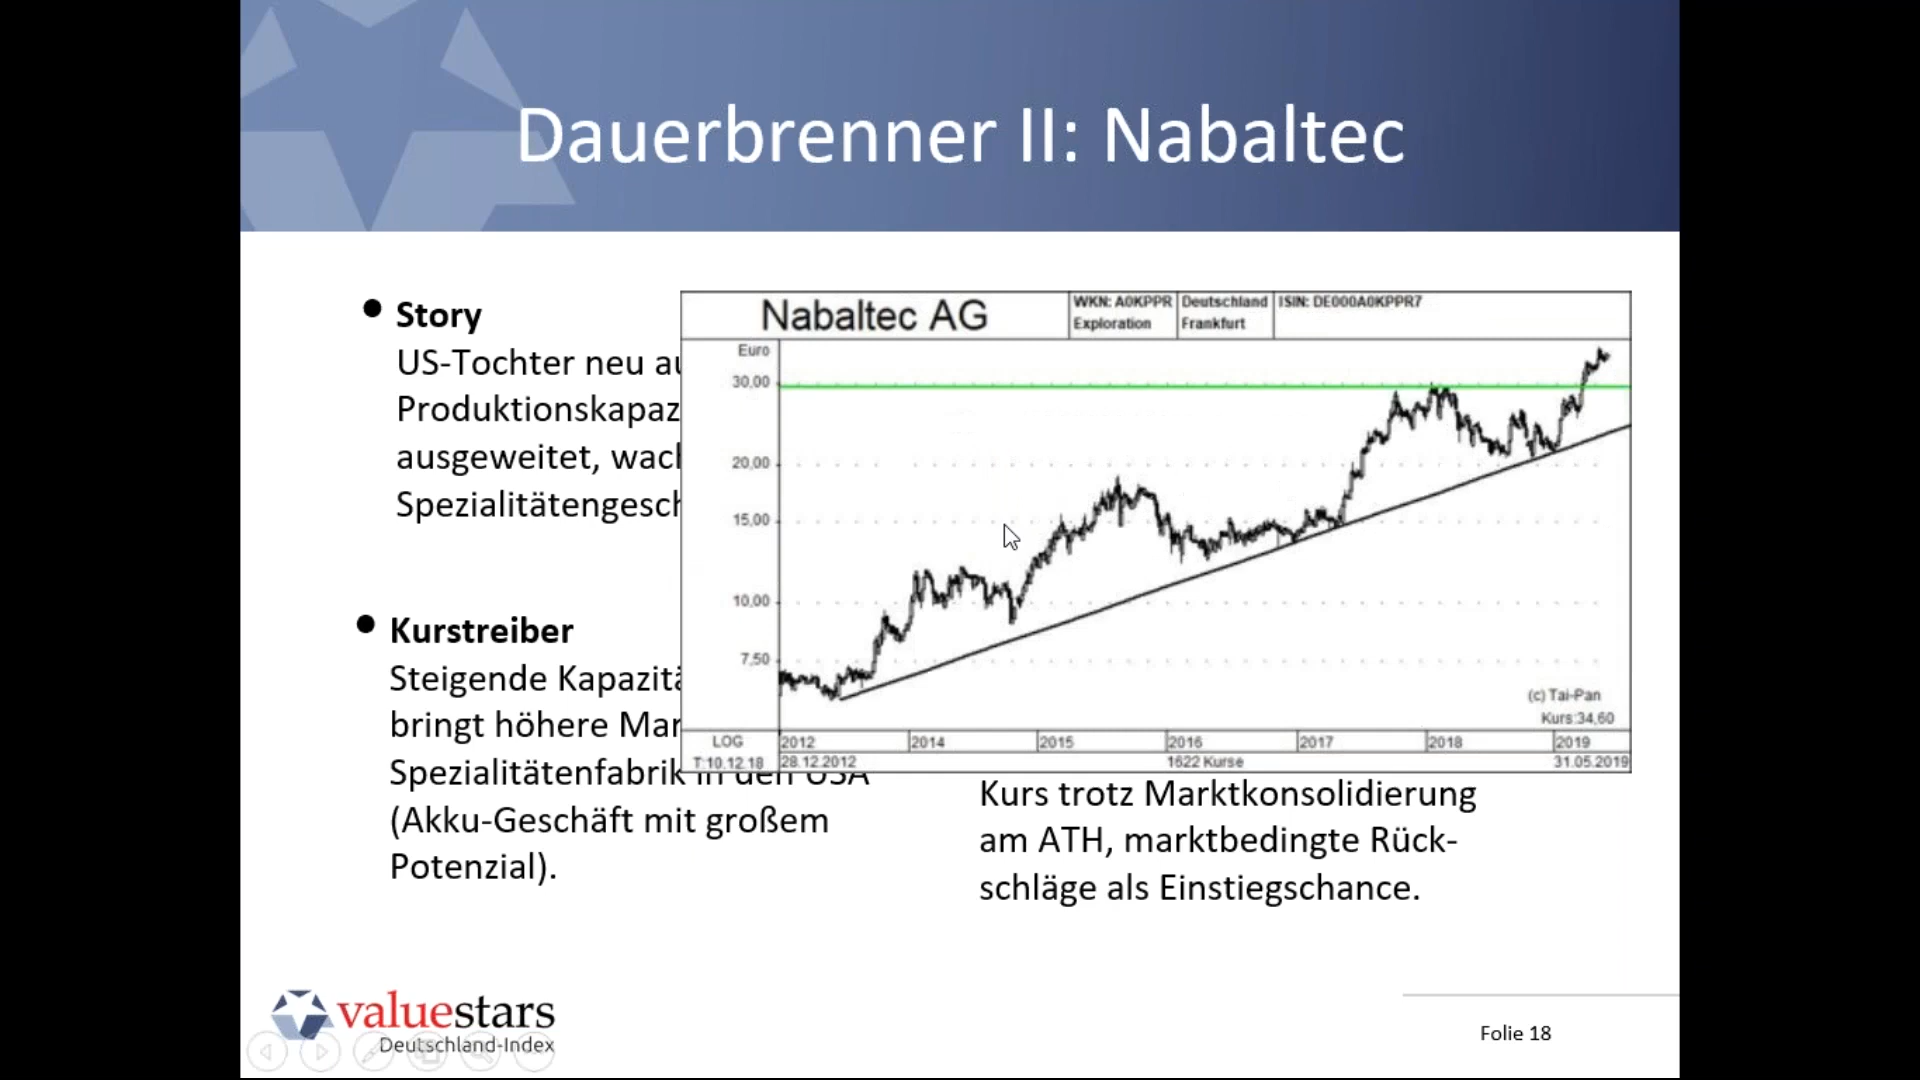 Dauerbrenner II: Nabaltec
Story
US-Tochter neu
Produktionskapaz
ausgeweitet,
Spezialitätengesch
Kurstreiber
Steigende
bringt höhere
Spezialitätenfabrik in den USA
(Akku-Geschäft mit großem
Potenzial).
Nabaltec AG
WKN: A0KPPR
Exploration
Deutschland
Frankfurt
ISIN: DE000A0KPPR7
Euro
30,00
20,00
15,00
10,00
7,50
(c) Tai-Pan
Kurs:34,60
LOG
2012 2014 2015 2016 2017 2018 2019
T:10.12.18 28.12.2012 1622 Kurse 31.05.2019
Kurs trotz Marktkonsolidierung
am ATH, marktbedingte Rück-
schläge als Einstiegschance.
valuestars
Deutschland-Index
Folie 18